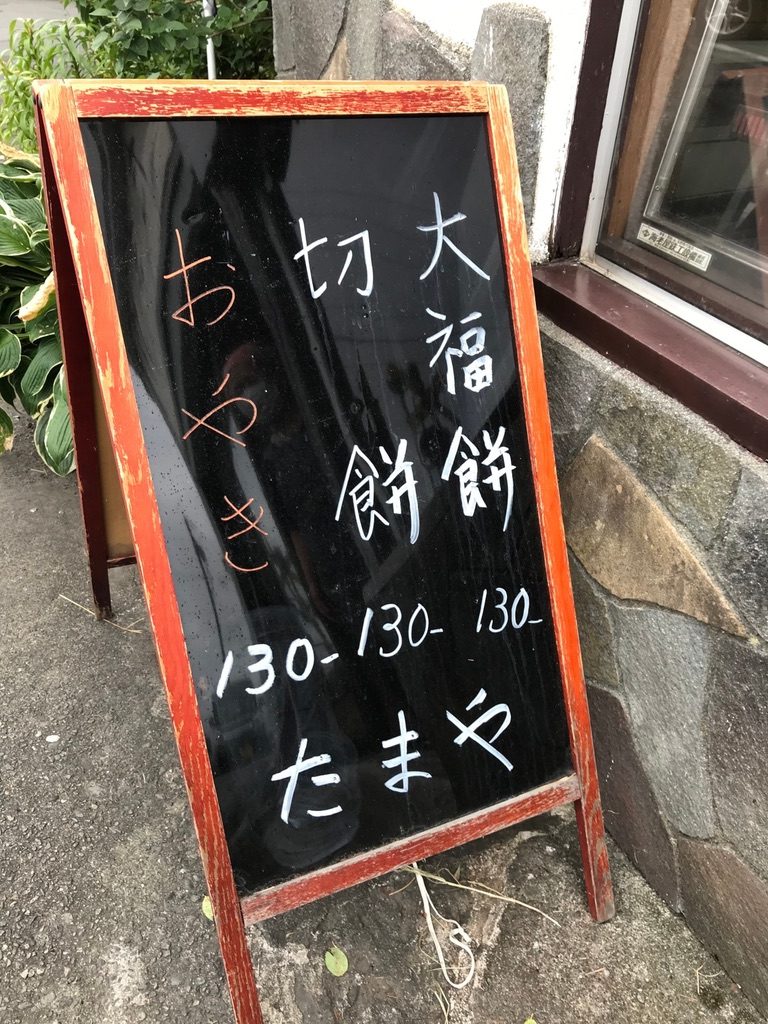 大福餅 130-
切餅 130-
おやき 130-
たまや